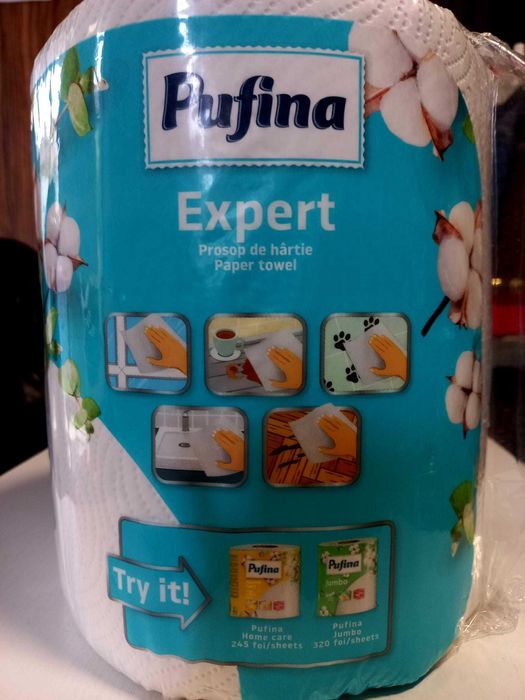 Pufina
Expert
Prosop de hârtie
Paper towel
Try it!
Pufina
Pufina
Jumbo
Pufina
Home care
245 foi/sheets
Pufina
Jumbo
320 foi/sheets